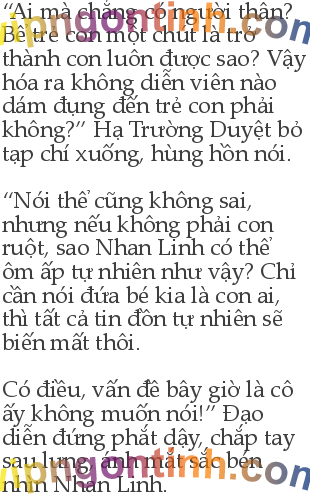 “Ai mà chẳng có người thân?
Bế trẻ con một chút là trở
thành con luôn được sao? Vậy
hóa ra không diễn viên nào
dám đụng đến trẻ con phải
không?” Hạ Trường Duyệt bỏ
tạp chí xuống, hùng hồn nói.
“Nói thế cũng không sai,
nhưng nếu không phải con
ruột, sao Nhan Linh có thể
ôm ấp tự nhiên như vậy? Chỉ
cần nói đứa bé kia là con ai,
thì tất cả tin đồn tự nhiên sẽ
biến mất thôi.
Có điều, vấn đề bây giờ là cô
ấy không muốn nói!” Đạo
diễn đứng phắt dậy, chắp tay
sau lưng, ánh mắt sắc bén
nhìn Nhan Linh.
vipngontinh.com
vipngontinh.com